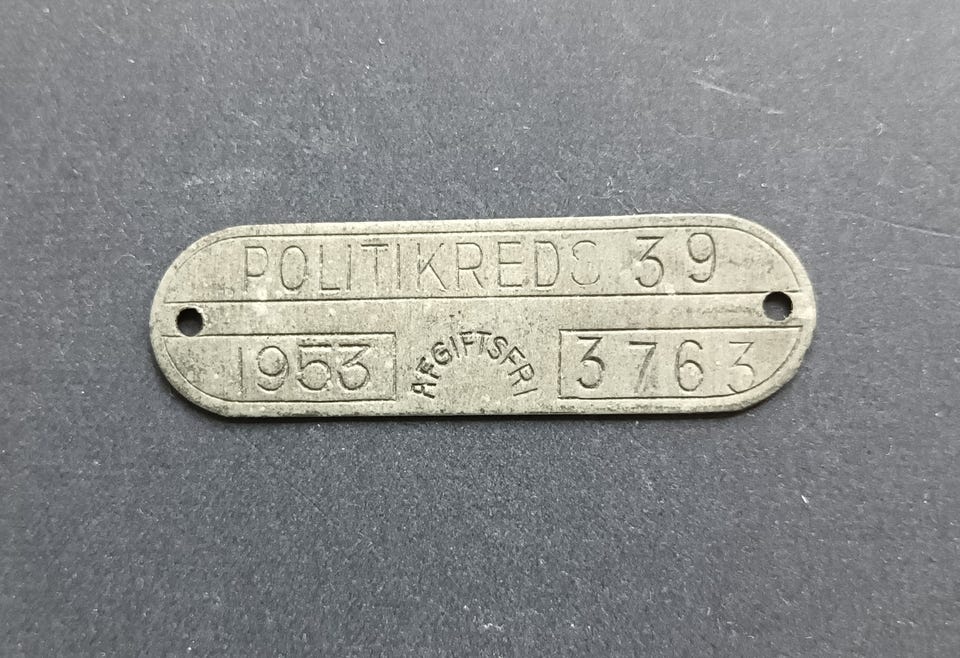 POLITIKREDS 39
1953 AFGIFTSFRI 3763